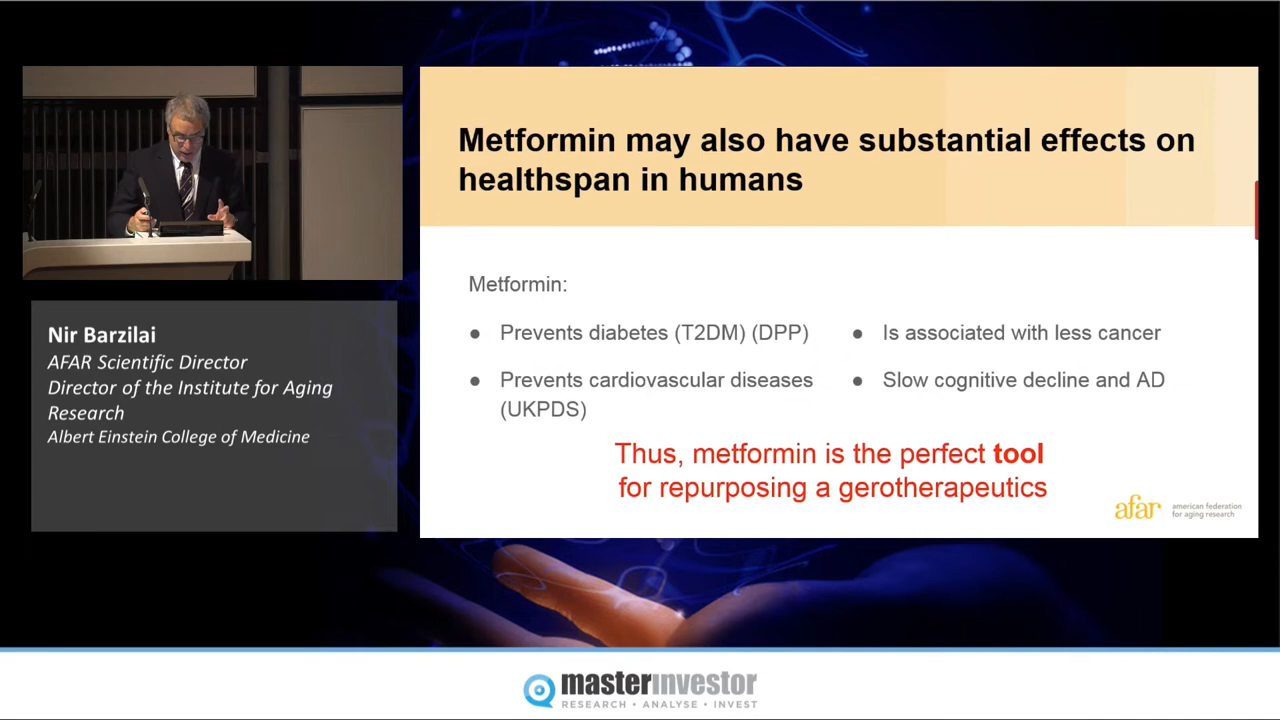 Metformin may also have substantial effects on
healthspan in humans
Metformin:
● Prevents diabetes (T2DM) (DPP)
● Prevents cardiovascular diseases
(UKPDS)
● Is associated with less cancer
● Slow cognitive decline and AD
Thus, metformin is the perfect tool
for repurposing a gerotherapeutics
afar american federation
for aging research
Nir Barzilai
AFAR Scientific Director
Director of the Institute for Aging
Research
Albert Einstein College of Medicine
masterinvestor
RESEARCH • ANALYSE • INVEST